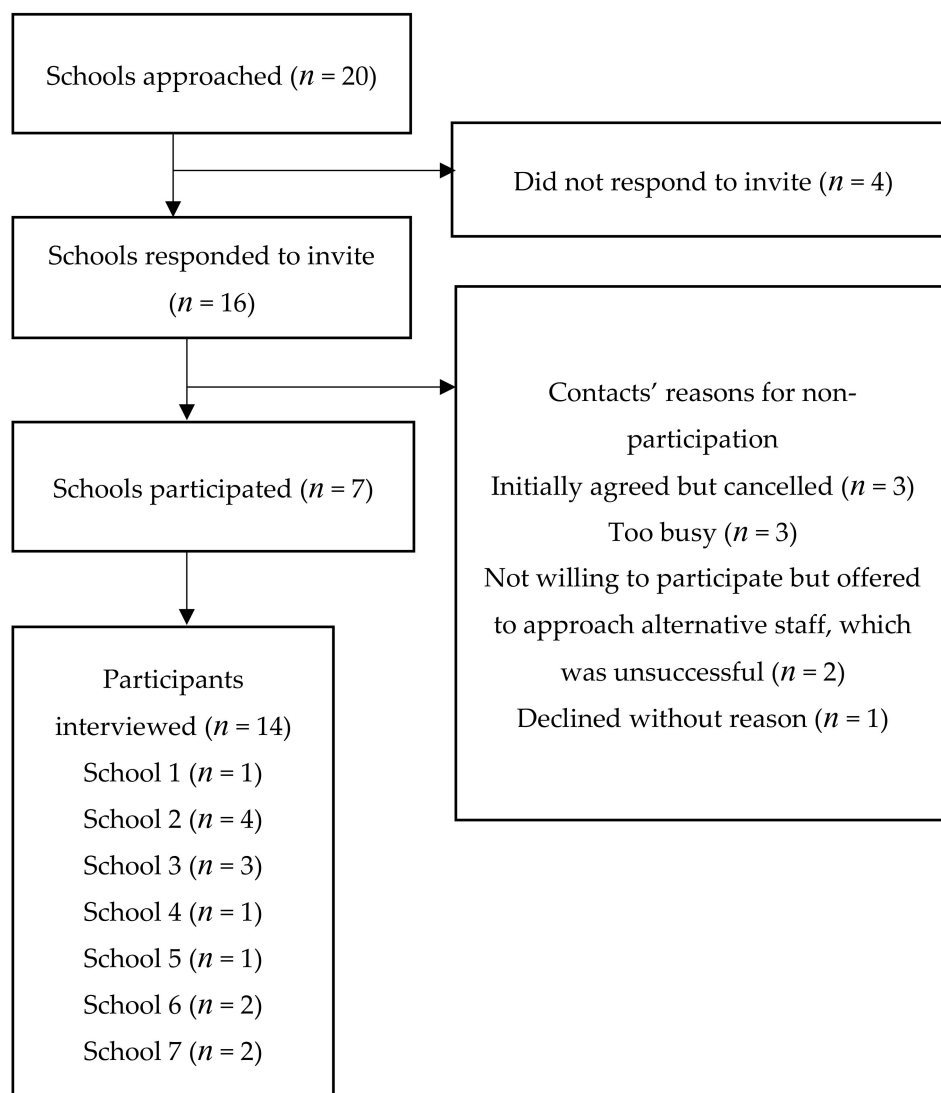 Schools approached (n = 20)
Did not respond to invite (n = 4)
Schools responded to invite
(n = 16)
Contacts’ reasons for non-
participation
Initially agreed but cancelled (n = 3)
Too busy (n = 3)
Not willing to participate but offered
to approach alternative staff, which
was unsuccessful (n = 2)
Declined without reason (n = 1)
Schools participated (n = 7)
Participants
interviewed (n = 14)
School 1 (n = 1)
School 2 (n = 4)
School 3 (n = 3)
School 4 (n = 1)
School 5 (n = 1)
School 6 (n = 2)
School 7 (n = 2)